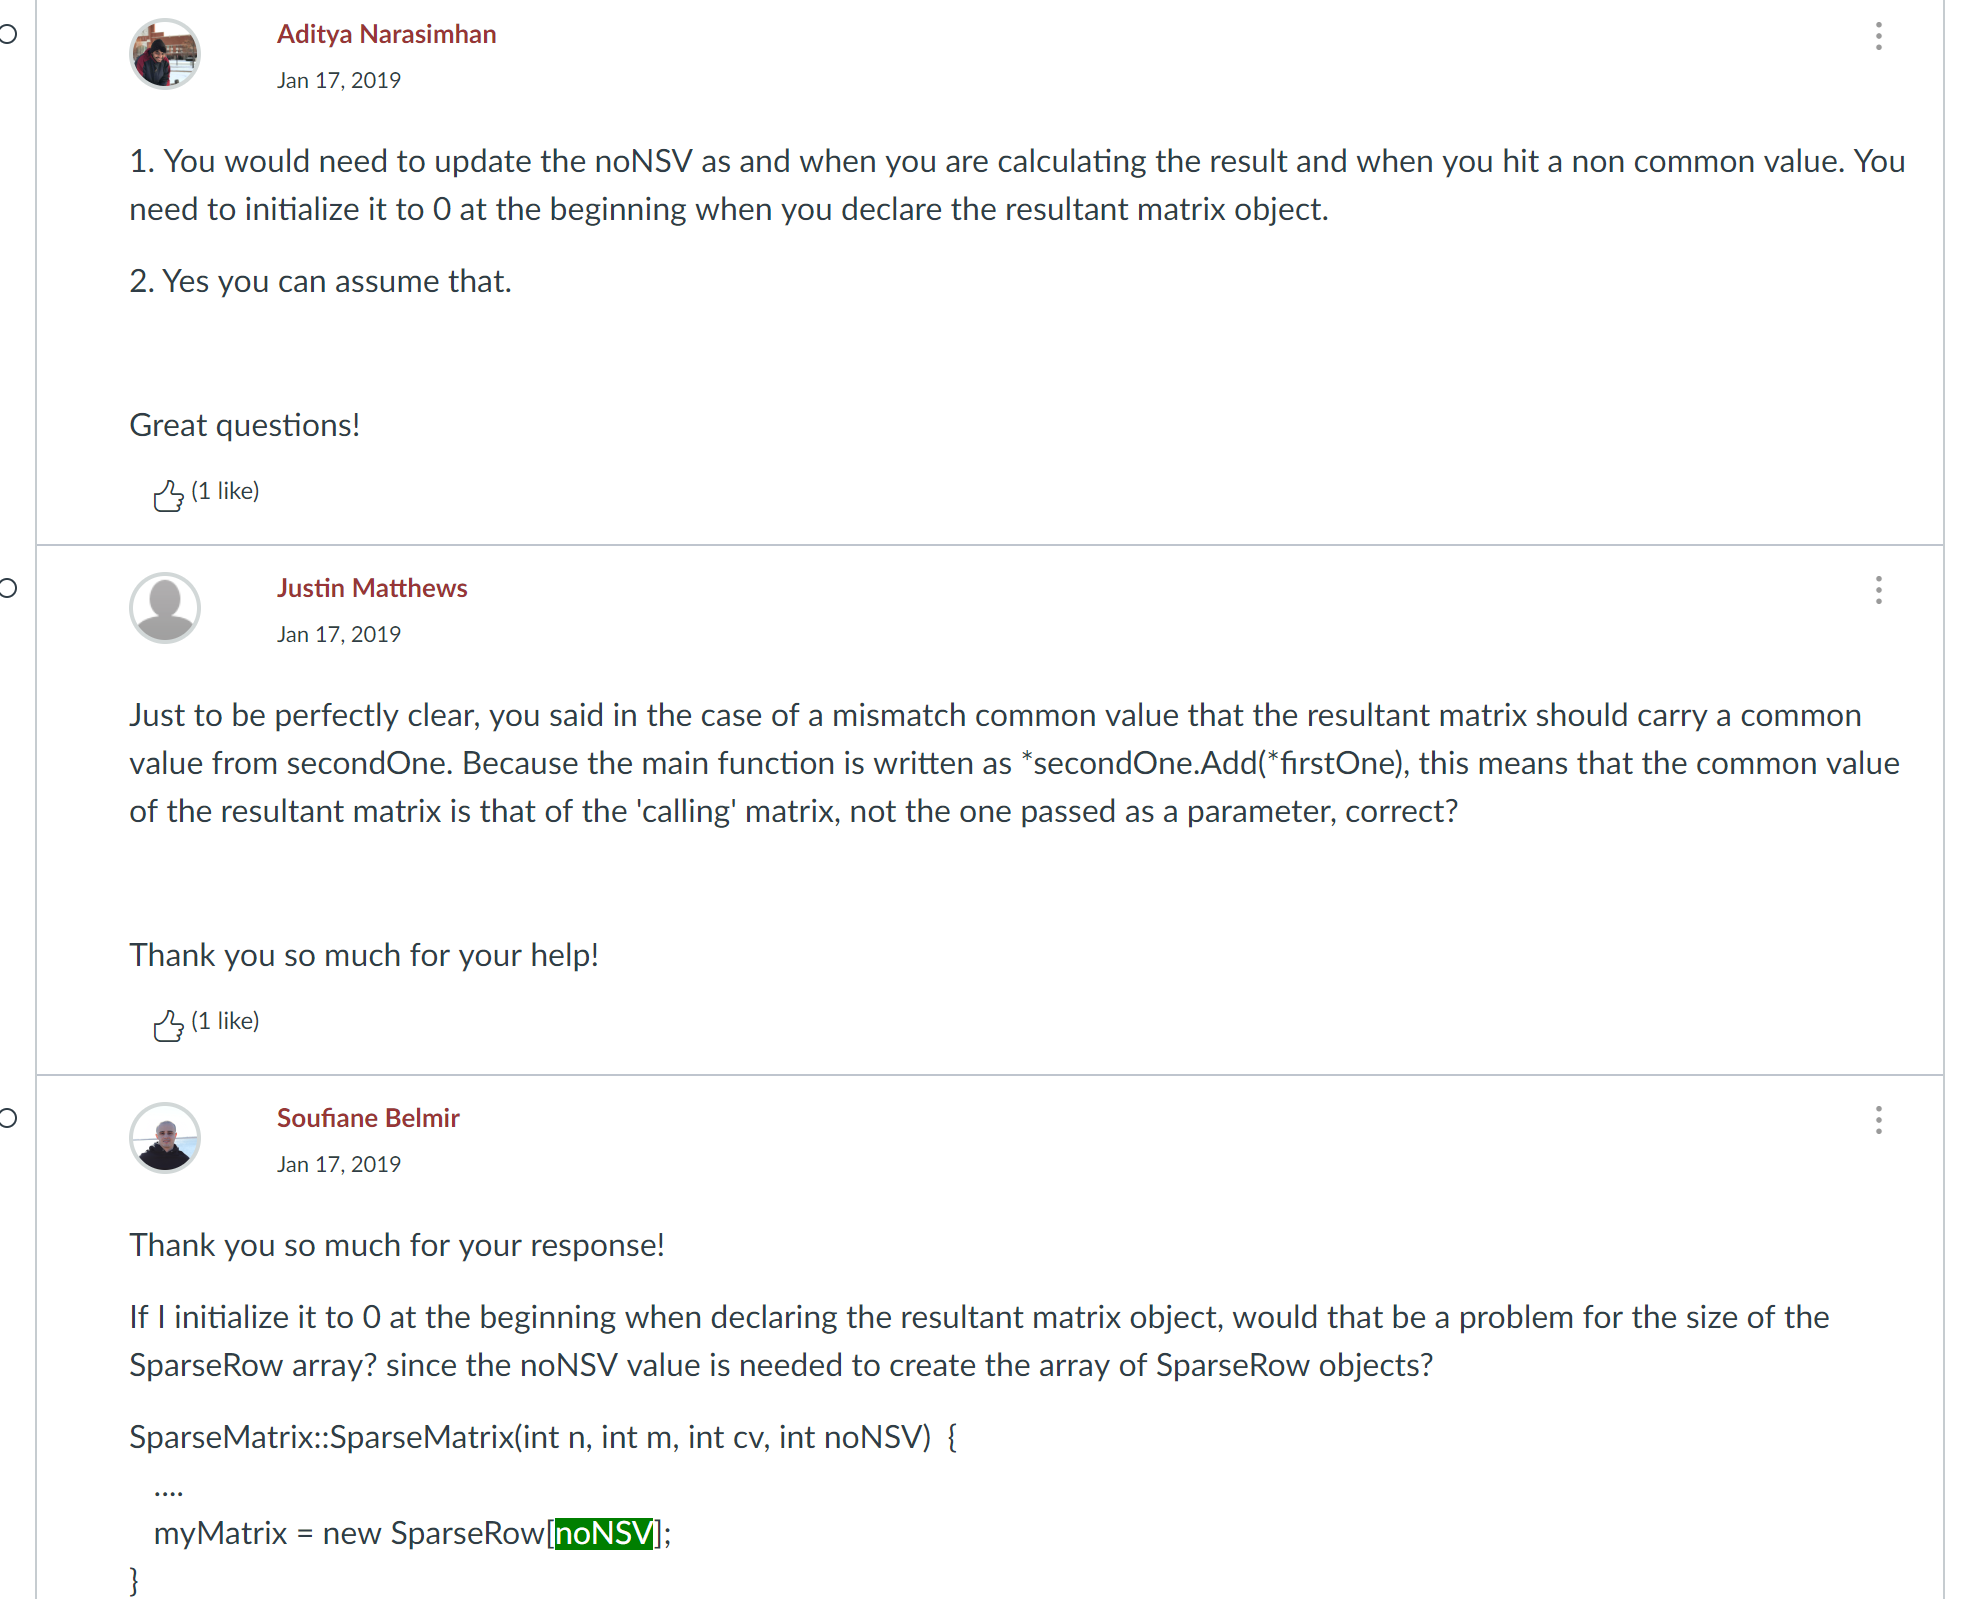 Aditya Narasimhan
Jan 17, 2019
1. You would need to update the noNSV as and when you are calculating the result and when you hit a non common value. You
need to initialize it to 0 at the beginning when you declare the resultant matrix object.
2. Yes you can assume that.
Great questions!
(1 like)
Justin Matthews
Jan 17, 2019
Just to be perfectly clear, you said in the case of a mismatch common value that the resultant matrix should carry a common
value from secondOne. Because the main function is written as *secondOne.Add(*firstOne), this means that the common value
of the resultant matrix is that of the 'calling' matrix, not the one passed as a parameter, correct?
Thank you so much for your help!
(1 like)
Soufiane Belmir
Jan 17, 2019
Thank you so much for your response!
If I initialize it to 0 at the beginning when declaring the resultant matrix object, would that be a problem for the size of the
SparseRow array? since the noNSV value is needed to create the array of SparseRow objects?
SparseMatrix::SparseMatrix(int n, int m, int cv, int noNSV) {
....
myMatrix = new SparseRow[noNSV];
}